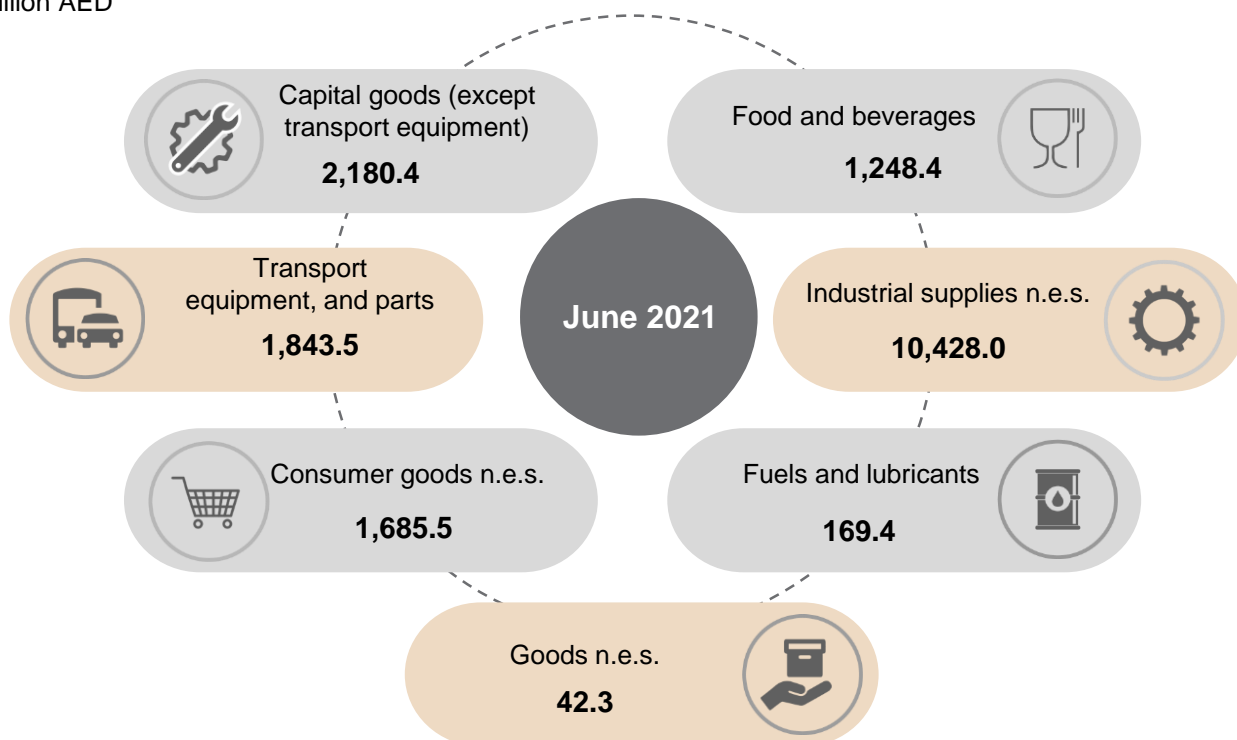 AED
Capital goods (except
transport equipment)
2,180.4
Food and beverages
1,248.4
Transport
equipment, and parts
1,843.5
June 2021
Industrial supplies n.e.s.
10,428.0
Consumer goods n.e.s.
1,685.5
Fuels and lubricants
169.4
Goods n.e.s.
42.3